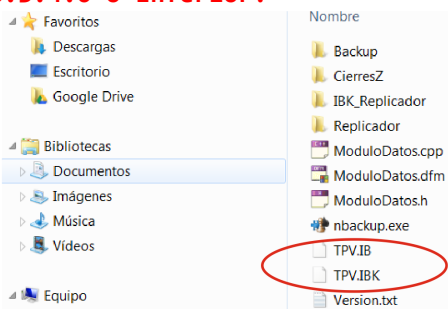 o inferior.
Favoritos
Descargas
Escritorio
Google Drive
Bibliotecas
Documentos
Imágenes
Música
Vídeos
Equipo
Nombre
Backup
CierresZ
IBK_Replicador
Replicador
ModuloDatos.cpp
ModuloDatos.dfm
ModuloDatos.h
nbackup.exe
TPV.IB
TPV.IBK
Version.txt